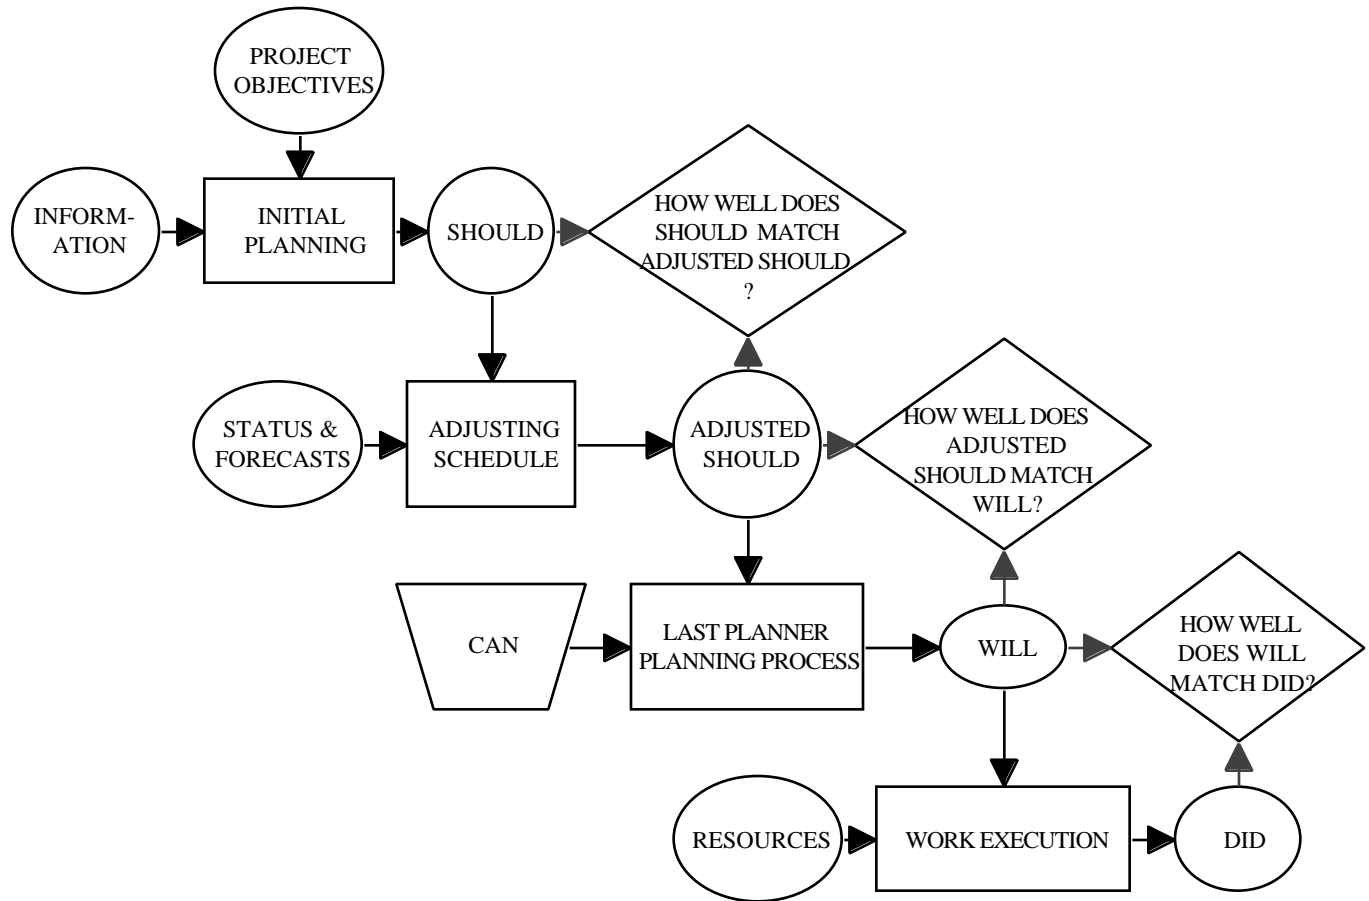 PROJECT
OBJECTIVES
INFORM-
ATION
INITIAL
PLANNING
SHOULD
HOW WELL DOES
SHOULD MATCH
ADJUSTED SHOULD
?
STATUS &
FORECASTS
ADJUSTING
SCHEDULE
ADJUSTED
SHOULD
HOW WELL DOES
ADJUSTED
SHOULD MATCH
WILL?
CAN
LAST PLANNER
PLANNING PROCESS
WILL
HOW WELL
DOES WILL
MATCH DID?
RESOURCES
WORK EXECUTION
DID